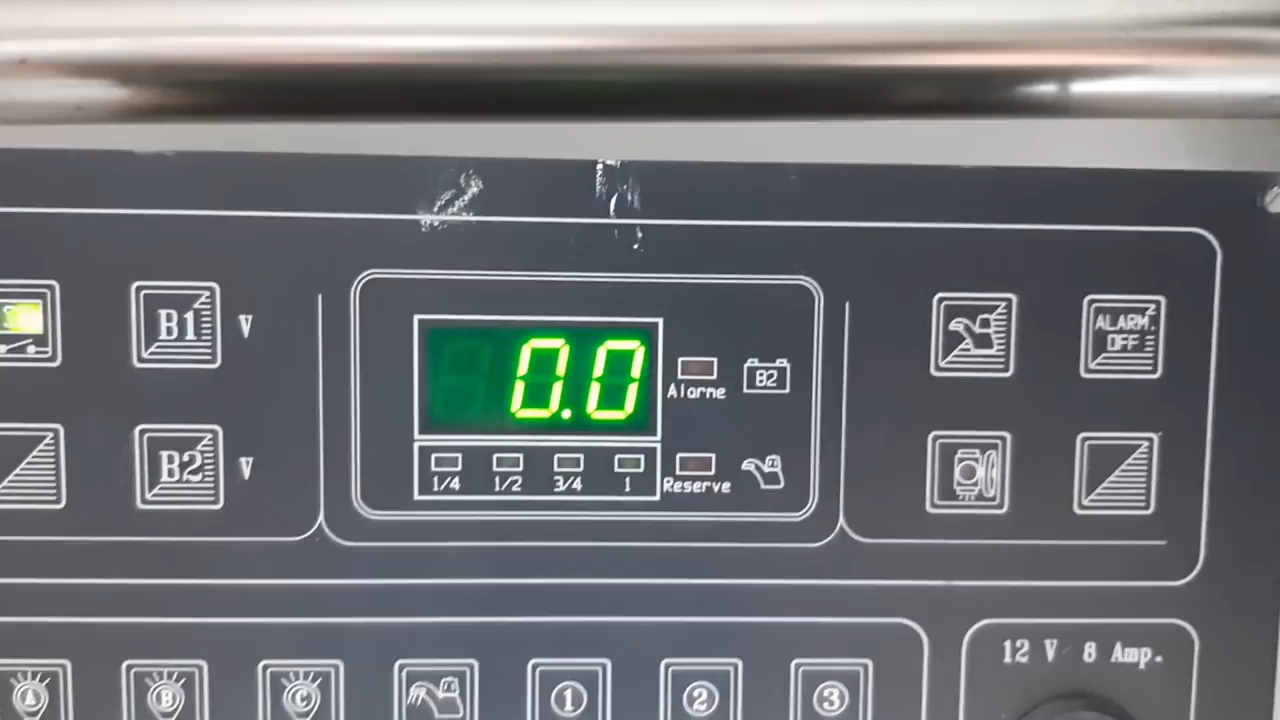 B1 V
0.0
ALARM.
OFF
Alarme B2
B2 V
1/4 1/2 3/4 1 Reserve
12 V 8 Amp.
A B C 1 2 3